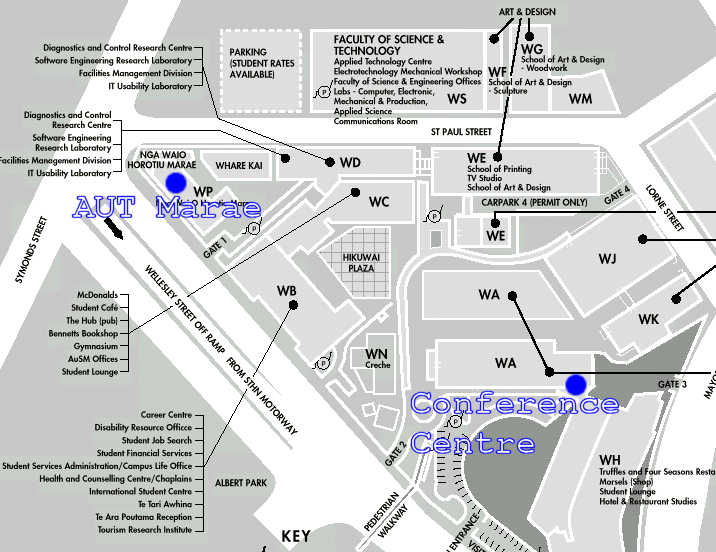 ART & DESIGN
Diagnostics and Control Research Centre
Software Engineering Research Laboratory
Facilities Management Division
IT Usability Laboratory
PARKING
(STUDENT RATES
AVAILABLE)
FACULTY OF SCIENCE &
TECHNOLOGY
Applied Technology Centre
Electrotechnology Mechanical Workshop
Faculty of Science & Engineering Offices
Labs - Computer, Electronic,
Mechanical & Production,
Applied Science
Communications Room
WS
WF
School of Art & Design
- Sculpture
WG
School of Art & Design
- Woodwork
WM
P
ST PAUL STREET
Diagnostics and Control
Research Centre
Software Engineering
Research Laboratory
Facilities Management Division
IT Usability Laboratory
NGA WAIO
HOROTIU MARAE
WHARE KAI
WD
WE
School of Printing
TV Studio
School of Art & Design
WP
AUT Marae
WC
CARPARK 4 (PERMIT ONLY)
GATE 4
LORNE STREET
P
P
WE
SYMONDS STREET
GATE 1
HIKUWAI
PLAZA
WJ
WELLESLEY STREET OFF RAMP FROM STHN MOTORWAY
WB
WA
WK
McDonalds
Student Café
The Hub (pub)
Bennetts Bookshop
Gymnasium
AuSM Offices
Student Lounge
P
WN
Creche
WA
GATE 3
Conference
Centre
P
Career Centre
Disability Resource Officce
Student Job Search
Student Financial Services
Student Services Administration/Campus Life Office
Health and Counselling Centre/Chaplains
International Student Centre
Te Tari Awhina
Te Ara Poutama Reception
Tourism Research Institute
ALBERT PARK
GATE 2
WH
Truffles and Four Seasons Resta
Morsels (Shop)
Student Lounge
Hotel & Restaurant Studies
PEDESTRIAN
WALKWAY
ENTRANCE
KEY